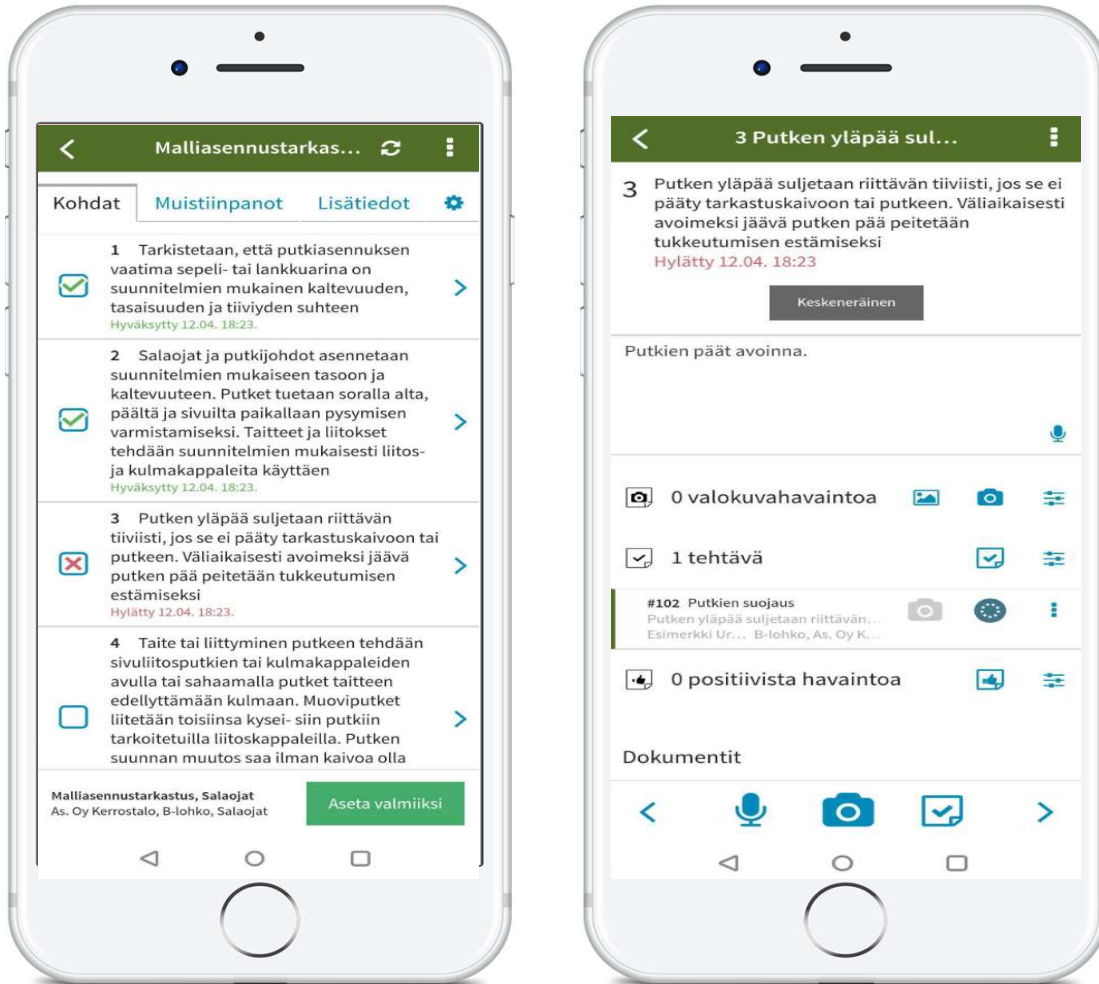 Malliasennustarkas...
Kohdat Muistiinpanot Lisätiedot
1 Tarkistetaan, että putkiasennuksen
vaatima sepeli- tai lankkuarina on
suunnitelmien mukainen kaltevuuden,
tasaisuuden ja tiiviyden suhteen
Hyväksytty 12.04. 18:23.
2 Salaojat ja putkijohdot asennetaan
suunnitelmien mukaiseen tasoon ja
kaltevuuteen. Putket tuetaan soralla alta,
päältä ja sivuilta paikallaan pysymisen
varmistamiseksi. Taitteet ja liitokset
tehdään suunnitelmien mukaisesti liitos-
ja kulmakappaleita käyttäen
Hyväksytty 12.04. 18:23.
3 Putken yläpää suljetaan riittävän
tiiviisti, jos se ei pääty tarkastuskaivoon tai
putkeen. Väliaikaisesti avoimeksi jäävä
putken pää peitetään tukkeutumisen
estämiseksi
Hylätty 12.04. 18:23.
4 Taite tai liittyminen putkeen tehdään
sivuliitosputkien tai kulmakappaleiden
avulla tai sahaamalla putket taitteen
edellyttämään kulmaan. Muoviputket
liitetään toisiinsa kysei- siin putkiin
tarkoitetuilla liitoskappaleilla. Putken
suunnan muutos saa ilman kaivoa olla
Malliasennustarkastus, Salaojat
As. Oy Kerrostalo, B-lohko, Salaojat
Aseta valmiiksi
3 Putken yläpää sul...
3 Putken yläpää suljetaan riittävän tiiviisti, jos se ei
pääty tarkastuskaivoon tai putkeen. Väliaikaisesti
avoimeksi jäävä putken pää peitetään
tukkeutumisen estämiseksi
Hylätty 12.04. 18:23
Keskeneräinen
Putkien päät avoinna.
0 valokuvahavaintoa
1 tehtävä
#102 Putkien suojaus
Putken yläpää suljetaan riittävän...
Esimerkki Ur... B-lohko, As. Oy K...
0 positiivista havaintoa
Dokumentit